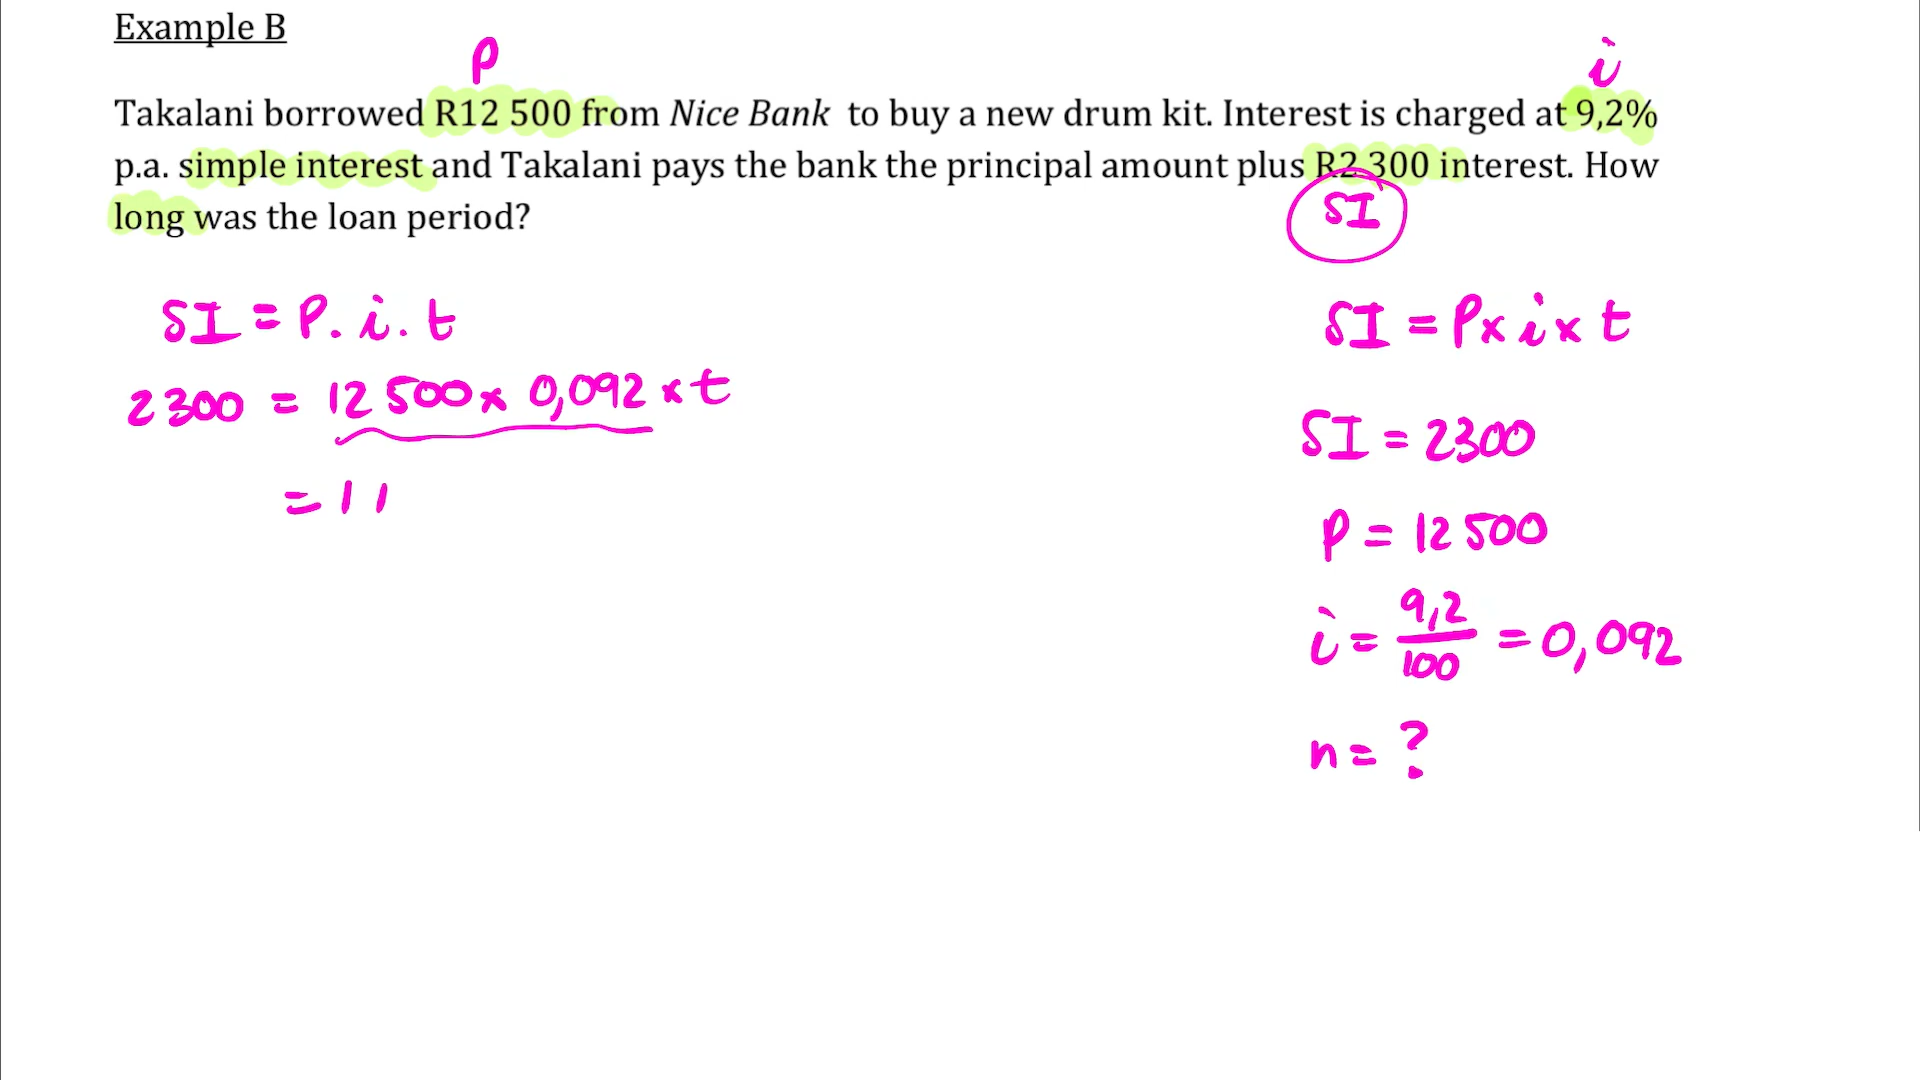 Example B
P
i
Takalani borrowed R12 500 from Nice Bank to buy a new drum kit. Interest is charged at 9,2%
p.a. simple interest and Takalani pays the bank the principal amount plus R2 300 interest. How
long was the loan period?
SI
SI = P. i. t
2300 = 12 500 x 0,092 x t
= 11
SI = P x i x t
SI = 2300
P = 12 500
i = 9,2/100 = 0,092
n = ?